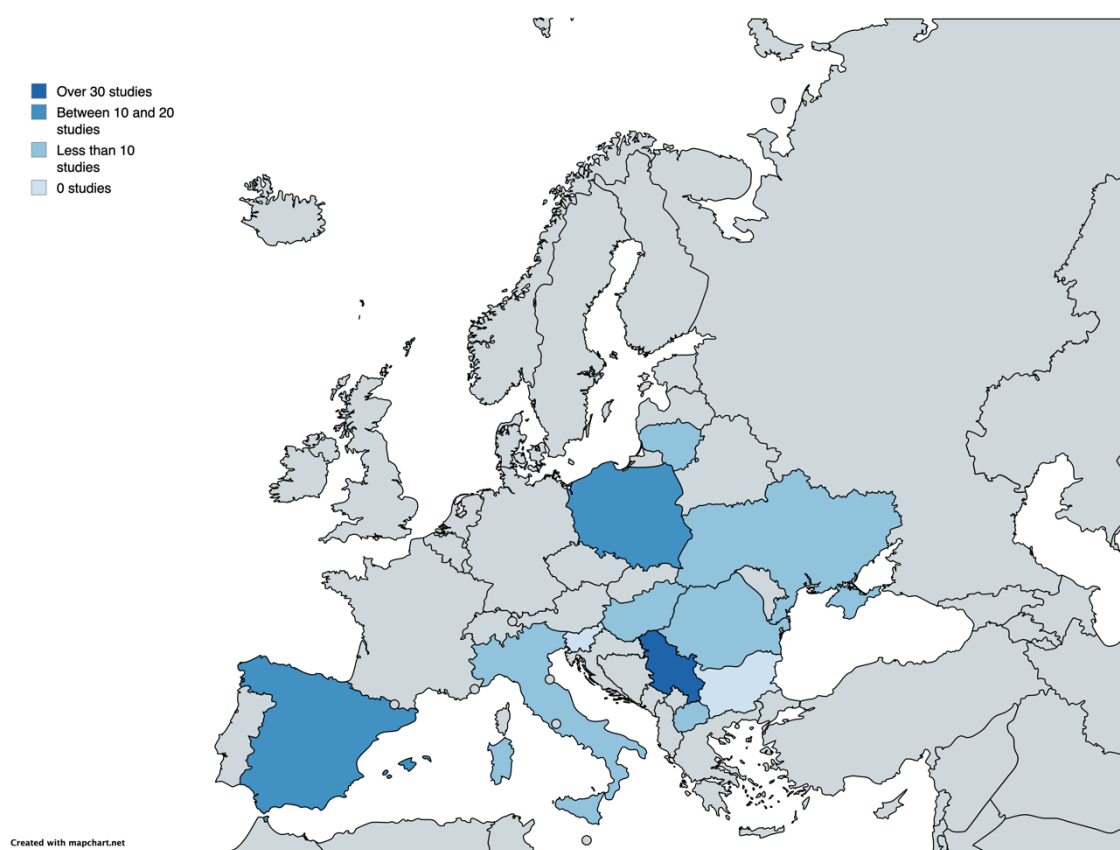 Over 30 studies
Between 10 and 20
studies
Less than 10
studies
0 studies
Created with mapchart.net